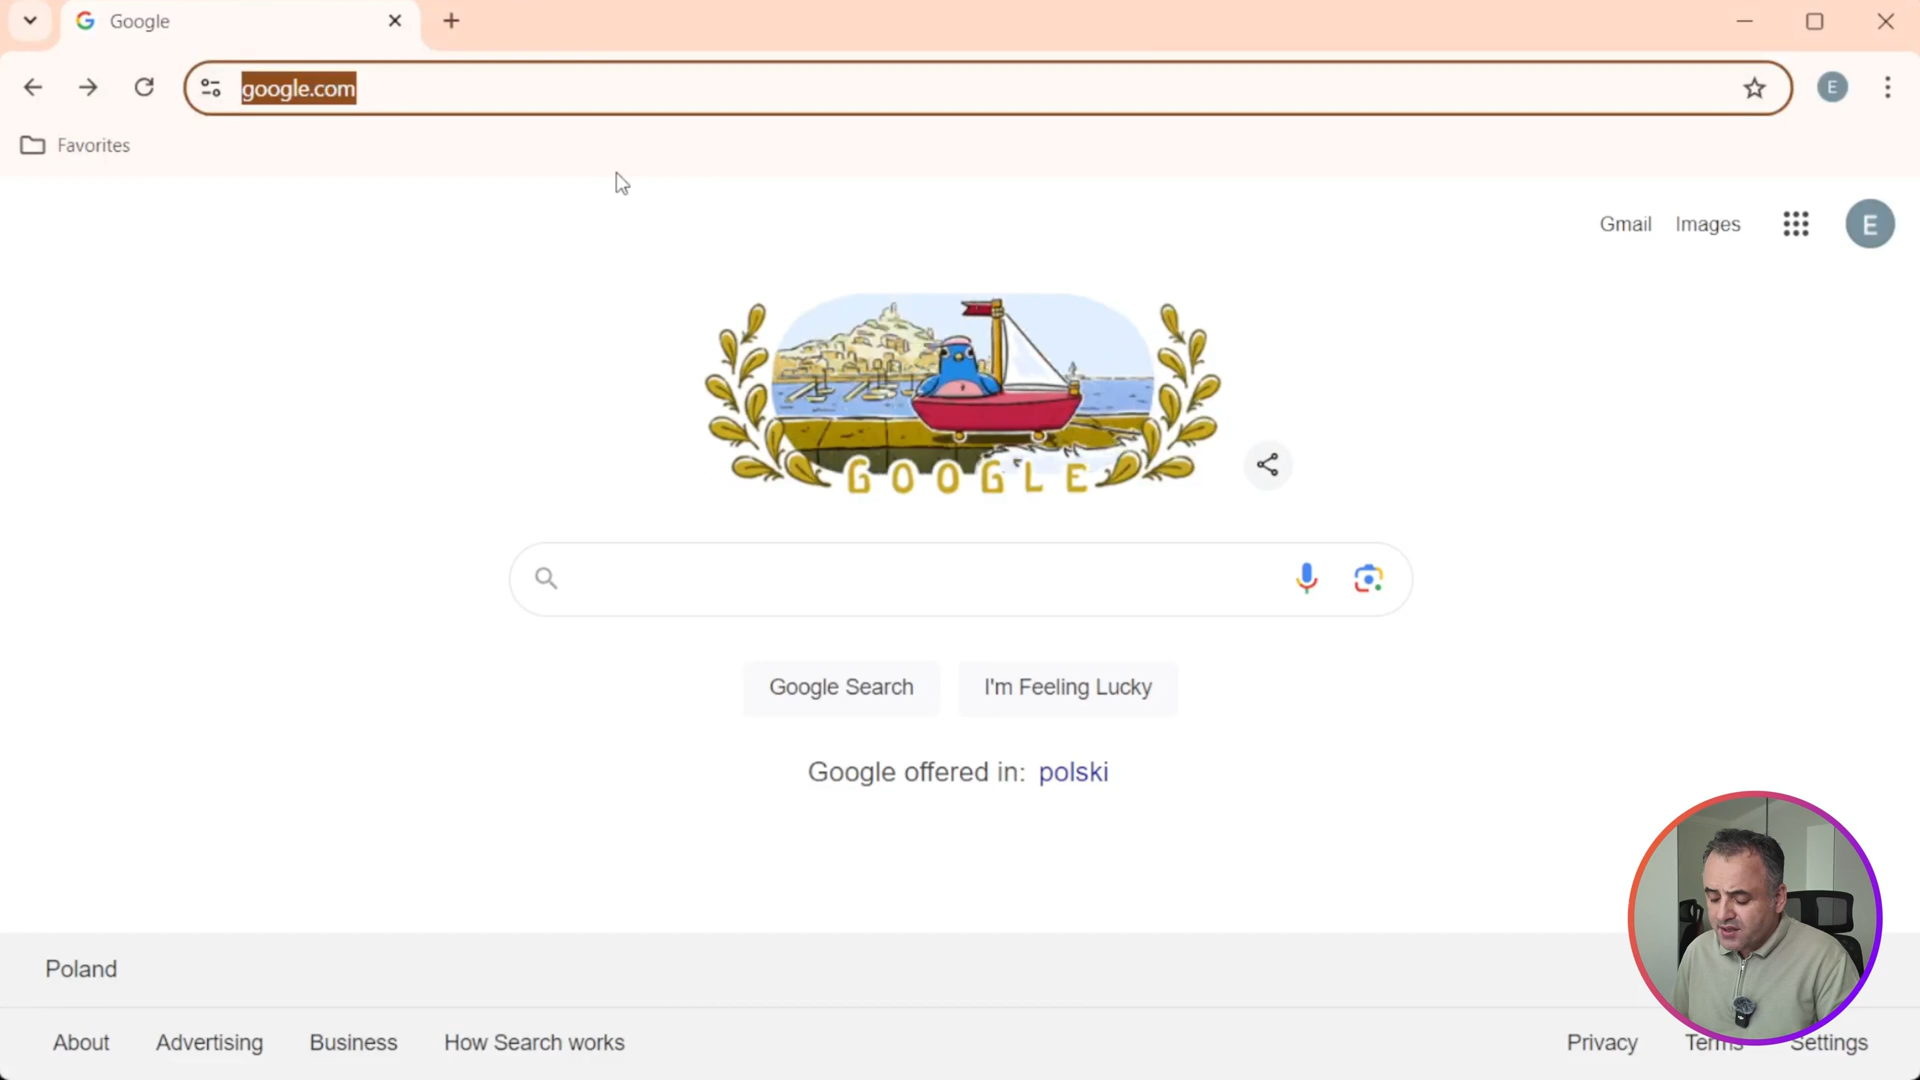 Google
google.com
E
Favorites
Gmail
Images
E
GOOGLE
Google Search
I'm Feeling Lucky
Google offered in: polski
Poland
About
Advertising
Business
How Search works
Privacy
Terms
Settings